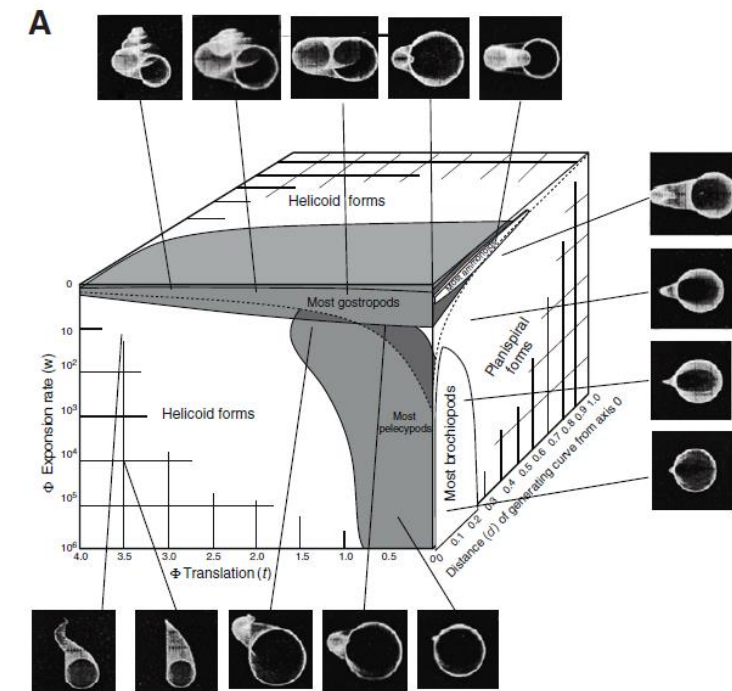 A
Helicoid forms
Most ammonoids
0
Most gostropods
10
10²
10³
10⁴
10⁵
10⁶
Φ Exponsion rate (w)
Helicoid forms
Most
pelecypods
Most brochiopods
Planispiral
forms
4.0 3.5 3.0 2.5 2.0 1.5 1.0 0.5 0
Φ Translation (t)
0 0.1 0.2 0.3 0.4 0.5 0.6 0.7 0.8 0.9 1.0
Distance (d) of generating curve from axis 0